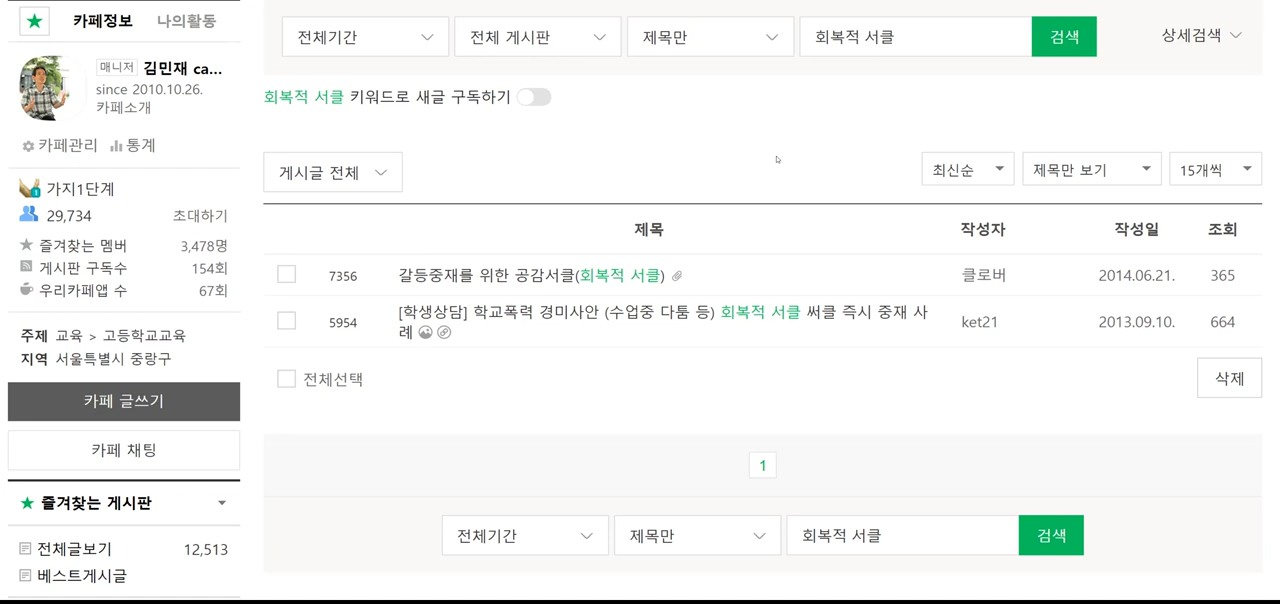 카페정보 나의활동
매니저 김민재 ca...
since 2010.10.26.
카페소개
카페관리 통계
가지1단계
29,734 초대하기
즐겨찾는 멤버 3,478명
게시판 구독수 154회
우리카페앱 수 67회
주제 교육 > 고등학교교육
지역 서울특별시 중랑구
카페 글쓰기
카페 채팅
즐겨찾는 게시판
전체글보기 12,513
베스트게시글
전체기간 전체 게시판 제목만 회복적 서클 검색 상세검색
회복적 서클 키워드로 새글 구독하기
게시글 전체 최신순 제목만 보기 15개씩
제목 작성자 작성일 조회
7356 갈등중재를 위한 공감서클(회복적 서클) 클로버 2014.06.21. 365
5954 [학생상담] 학교폭력 경미사안 (수업중 다툼 등) 회복적 서클 써클 즉시 중재 사
례 ket21 2013.09.10. 664
전체선택 삭제
1
전체기간 제목만 회복적 서클 검색